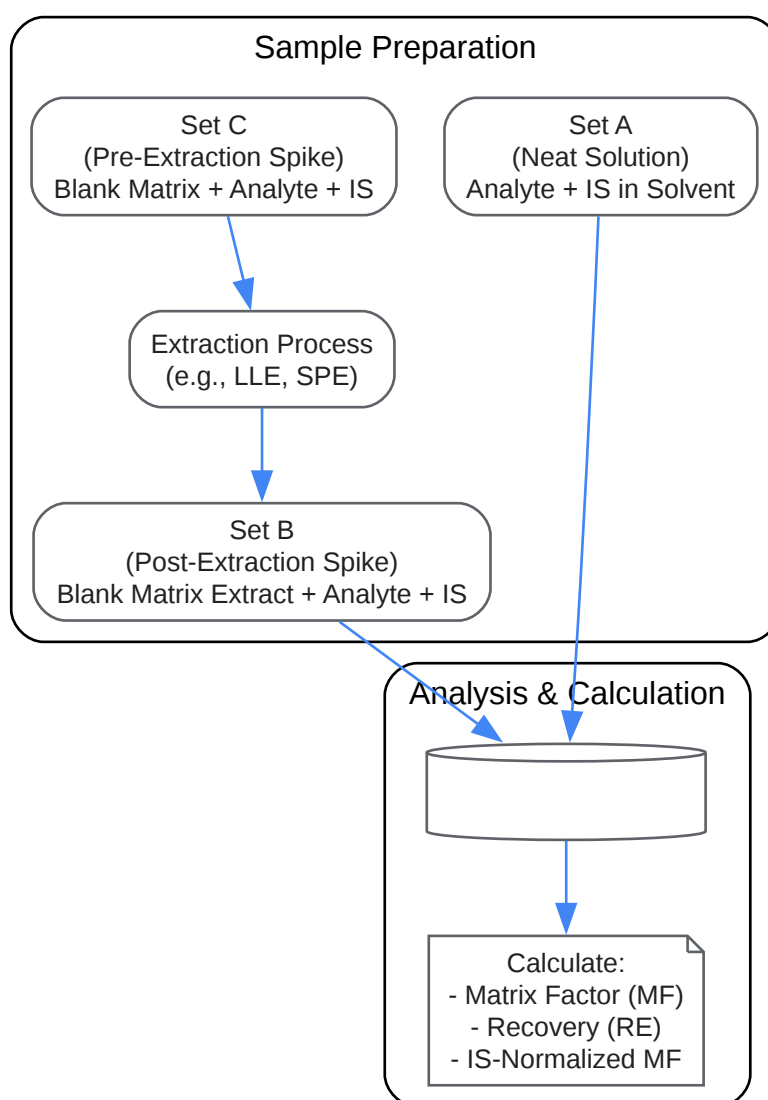 Sample Preparation
Set C
(Pre-Extraction Spike)
Blank Matrix + Analyte + IS
Set A
(Neat Solution)
Analyte + IS in Solvent
Extraction Process
(e.g., LLE, SPE)
Set B
(Post-Extraction Spike)
Blank Matrix Extract + Analyte + IS
Analysis & Calculation
Calculate:
- Matrix Factor (MF)
- Recovery (RE)
- IS-Normalized MF